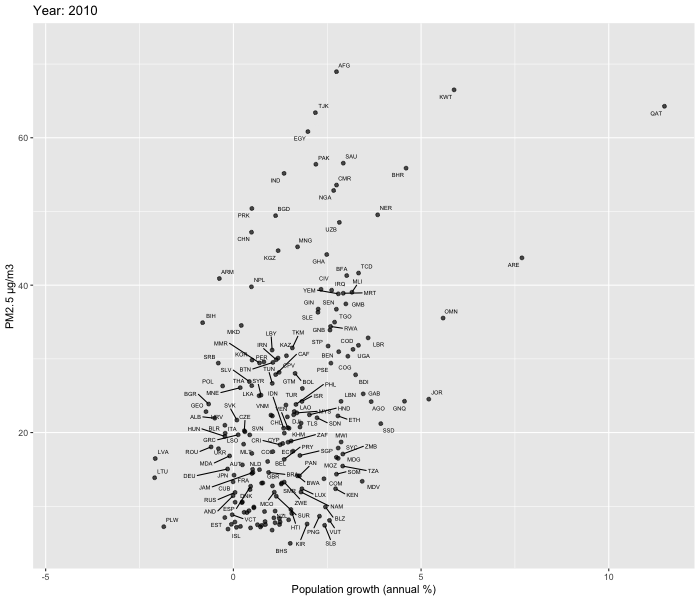 Year: 2010
AFG
KWT
QAT
TJK
EGY
60
PAK SAU
BHR
IND
CMR
NGA
PRK BGD NER
UZB
CHN
MNG
KGZ GHA
ARE
BFA TCD
ARM
NPL CIV IRQ MLI
YEM MRT
40
GIN SEN GMB
SLE
OMN
BIH TGO
MKD GNB RWA
LBY TKM
MMR IRN KAZ STP COD LBR
SRB KOR PER CAF BEN UGA
SLV BTN TUN CPV PSE COG
POL THA SYR GTM BOL BDI
BGR MNE LKA IDN TUR ISR PHL LBN GAB JOR
GEO SVK VNM LAO HND AGO GNQ
ALB CZE TLS SDN ETH
20
HUN BLR ITA SVN KHM ZAF SSD
GRC LSO CRI CYP MWI
ROU UKR PRY SGP SYC ZMB
LVA MDA BEL MDG
AUT NLD PAN MOZ TZA
LTU DEU JPN SOM
JAM FRA GBR BWA COM MDV
CUB LUX KEN
RUS ZWE
AND ESP MCO NAM
VCT SUR BLZ
PLW EST HTI
ISL PNG VUT
BHS KIR SLB
-5 0 5 10
Population growth (annual %)
PM2.5 µg/m3